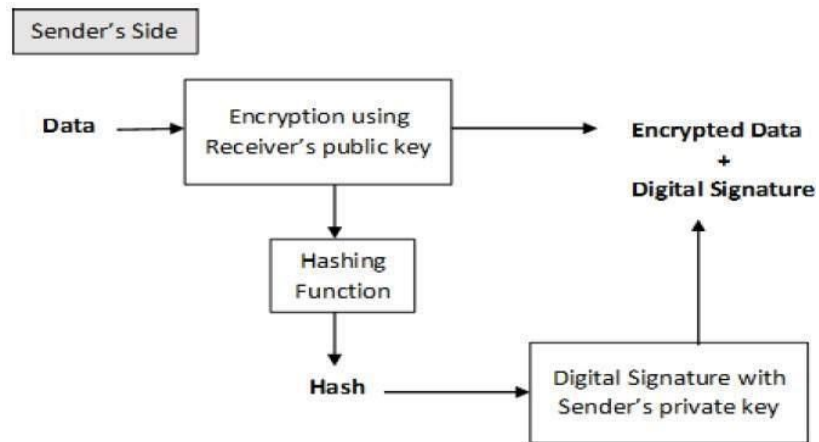 Sender’s Side
Data
Encryption using
Receiver’s public key
Encrypted Data
+
Digital Signature
Hashing
Function
Hash
Digital Signature with
Sender’s private key